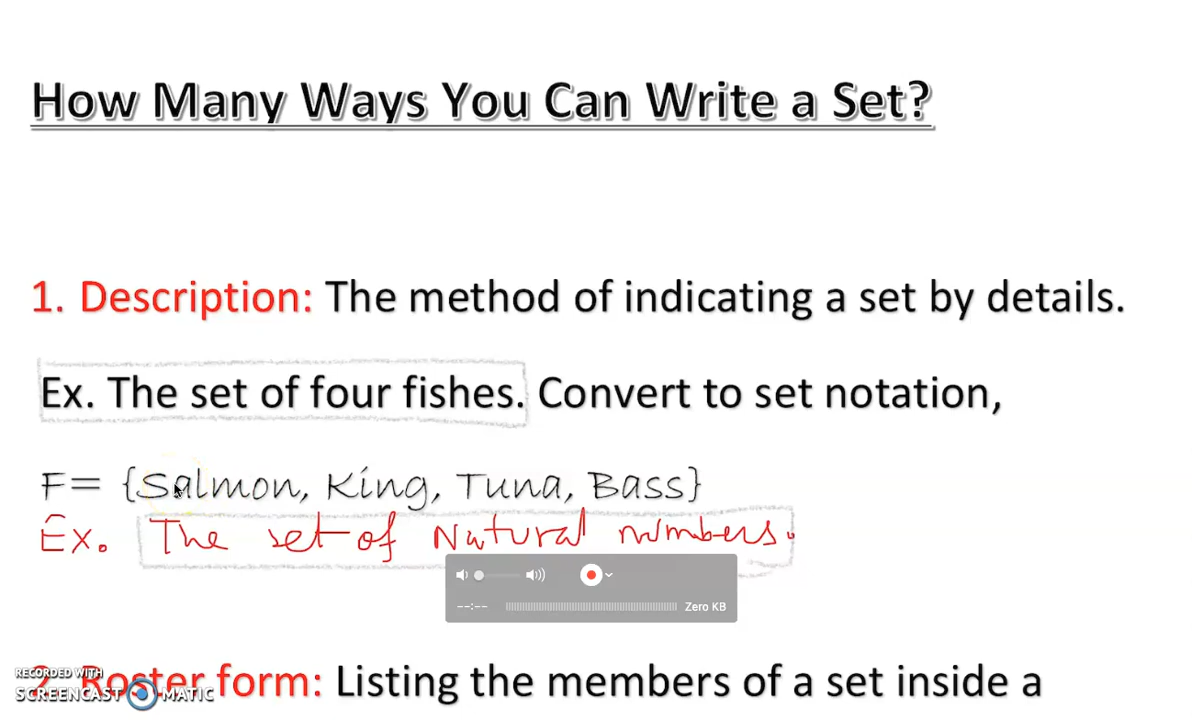 How Many Ways You Can Write a Set?
1. Description: The method of indicating a set by details.
Ex. The set of four fishes. Convert to set notation,
F= {Salmon, King, Tuna, Bass}
Ex. The set of Natural numbers.
--:-- Zero KB
2. Roster form: Listing the members of a set inside a
RECORDED WITH
SCREENCAST MATIC